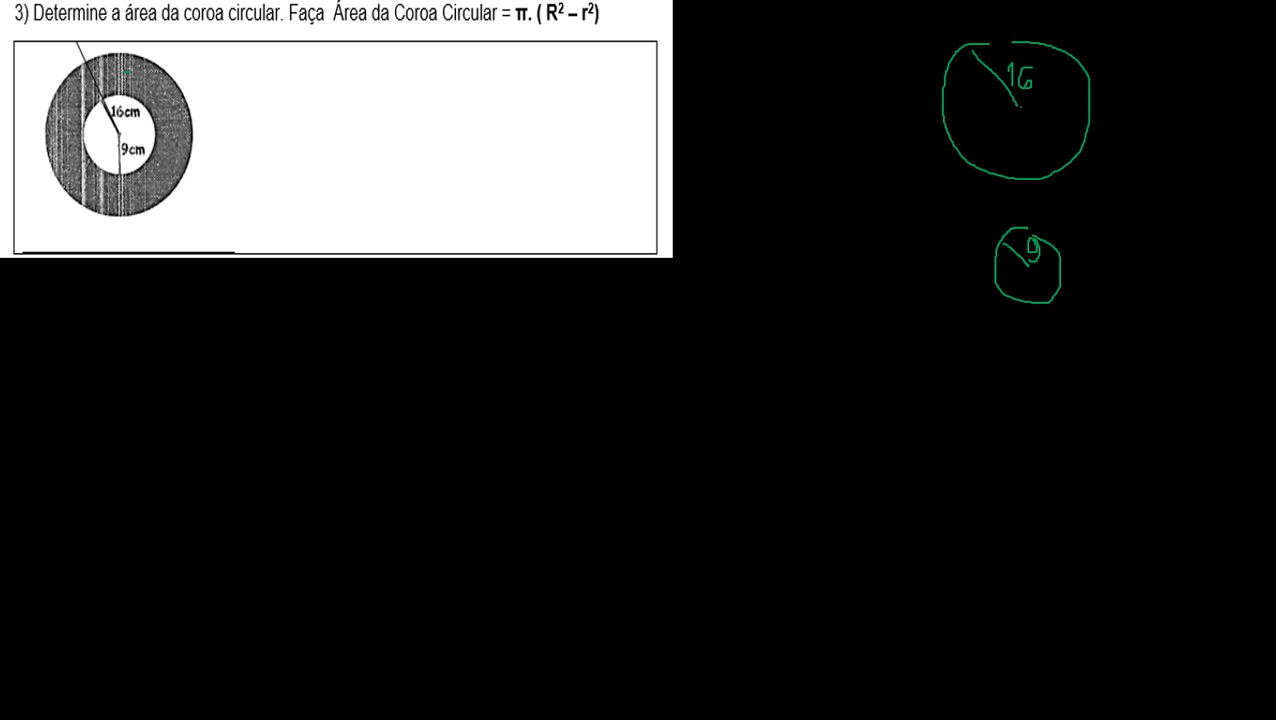 3) Determine a área da coroa circular. Faça  Área da Coroa Circular = π. ( R² – r²)
16cm
9cm
16
9